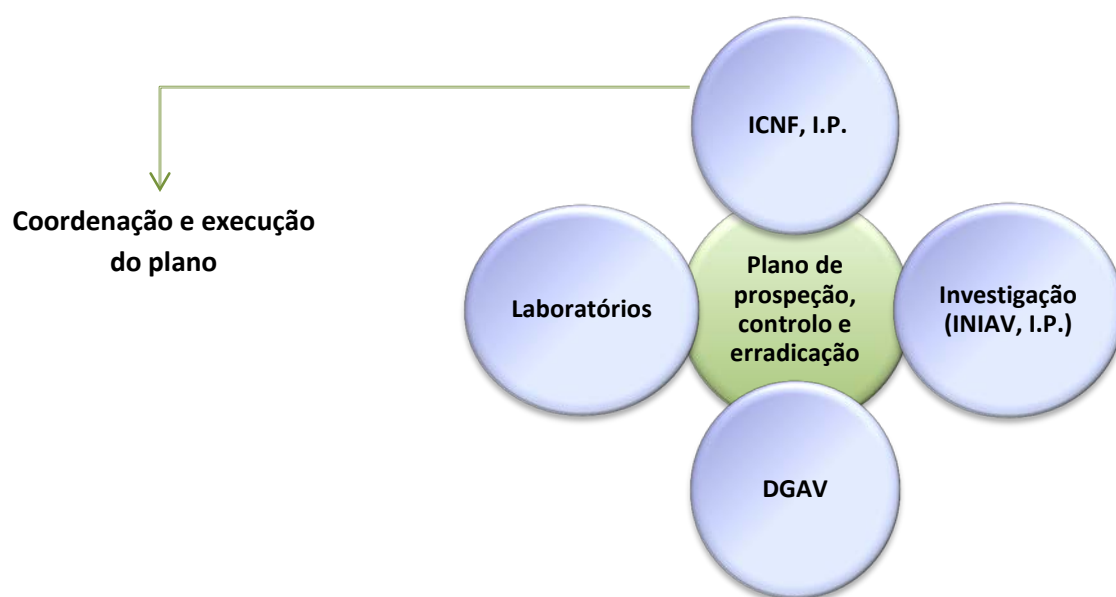 ICNF, I.P.
Coordenação e execução
do plano
Laboratórios
Plano de
prospeção,
controlo e
erradicação
Investigação
(INIAV, I.P.)
DGAV